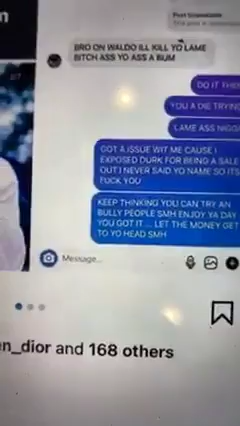 Post Unavailable
BRO ON WALDO ILL KILL YO LAME
BITCH ASS YO ASS A BUM
DO IT THEN
YOU A DIE TRYING
LAME ASS NIGG
GOT A ISSUE WIT ME CAUSE I
EXPOSED DURK FOR BEING A SALE
OUT I NEVER SAID YO NAME SO ITS
FUCK YOU
KEEP THINKING YOU CAN TRY AN
BULLY PEOPLE SMH ENJOY YA DAY
YOU GOT IT ... LET THE MONEY GET
TO YO HEAD SMH
Message...
n_dior and 168 others